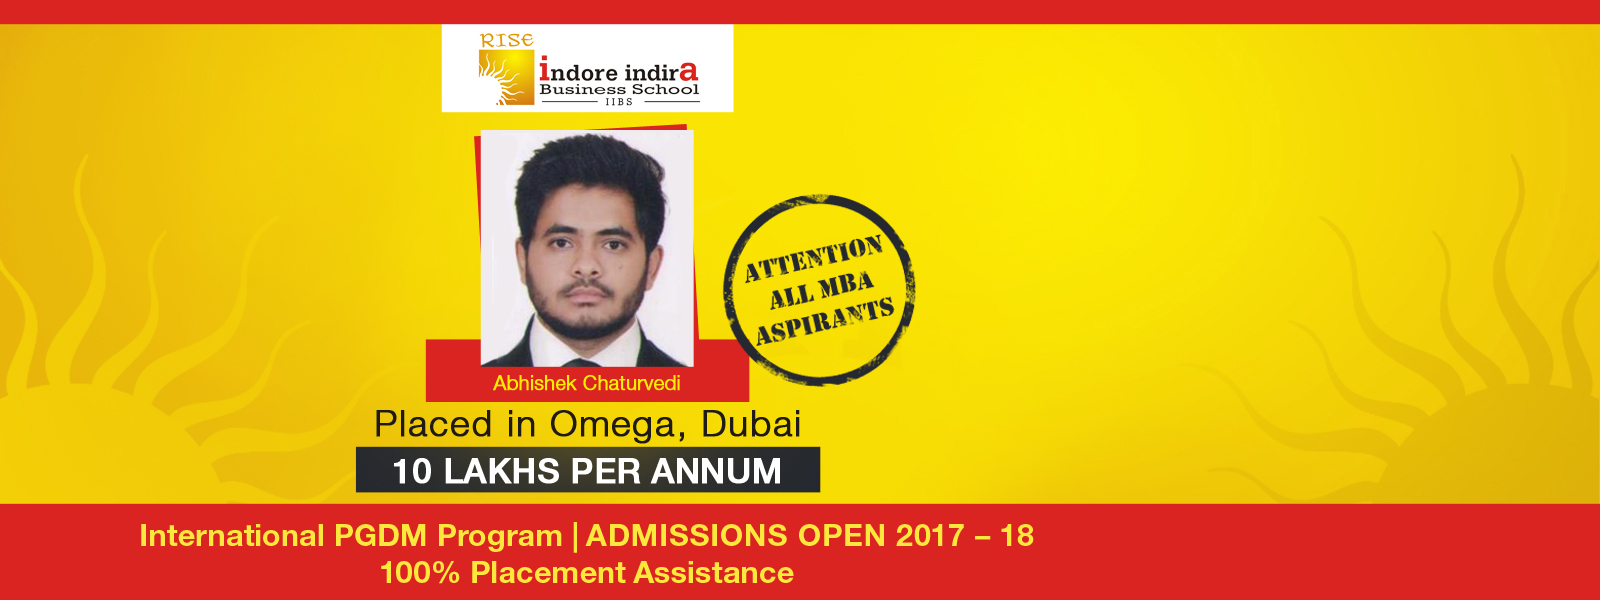 RISE
indore indirA
Business School
IIBS
ATTENTION
ALL MBA
ASPIRANTS
Abhishek Chaturvedi
Placed in Omega, Dubai
10 LAKHS PER ANNUM
International PGDM Program | ADMISSIONS OPEN 2017 – 18
100% Placement Assistance